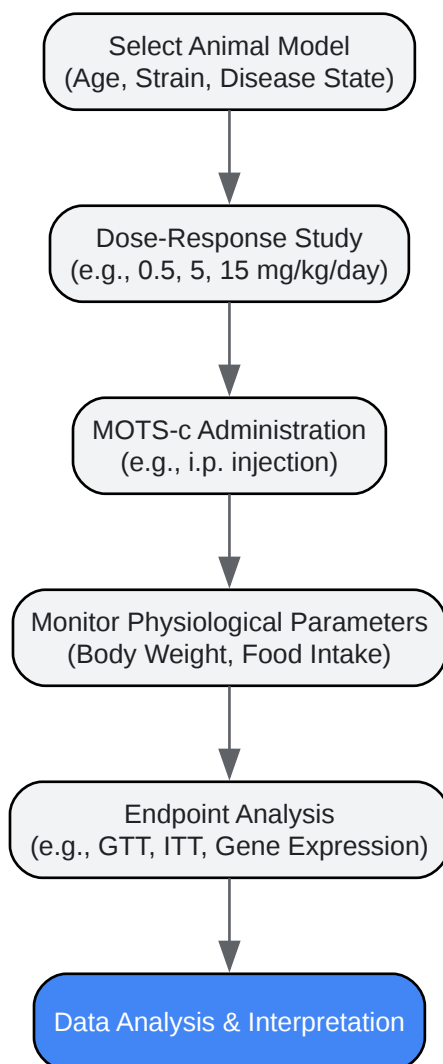 Select Animal Model
(Age, Strain, Disease State)
Dose-Response Study
(e.g., 0.5, 5, 15 mg/kg/day)
MOTS-c Administration
(e.g., i.p. injection)
Monitor Physiological Parameters
(Body Weight, Food Intake)
Endpoint Analysis
(e.g., GTT, ITT, Gene Expression)
Data Analysis & Interpretation